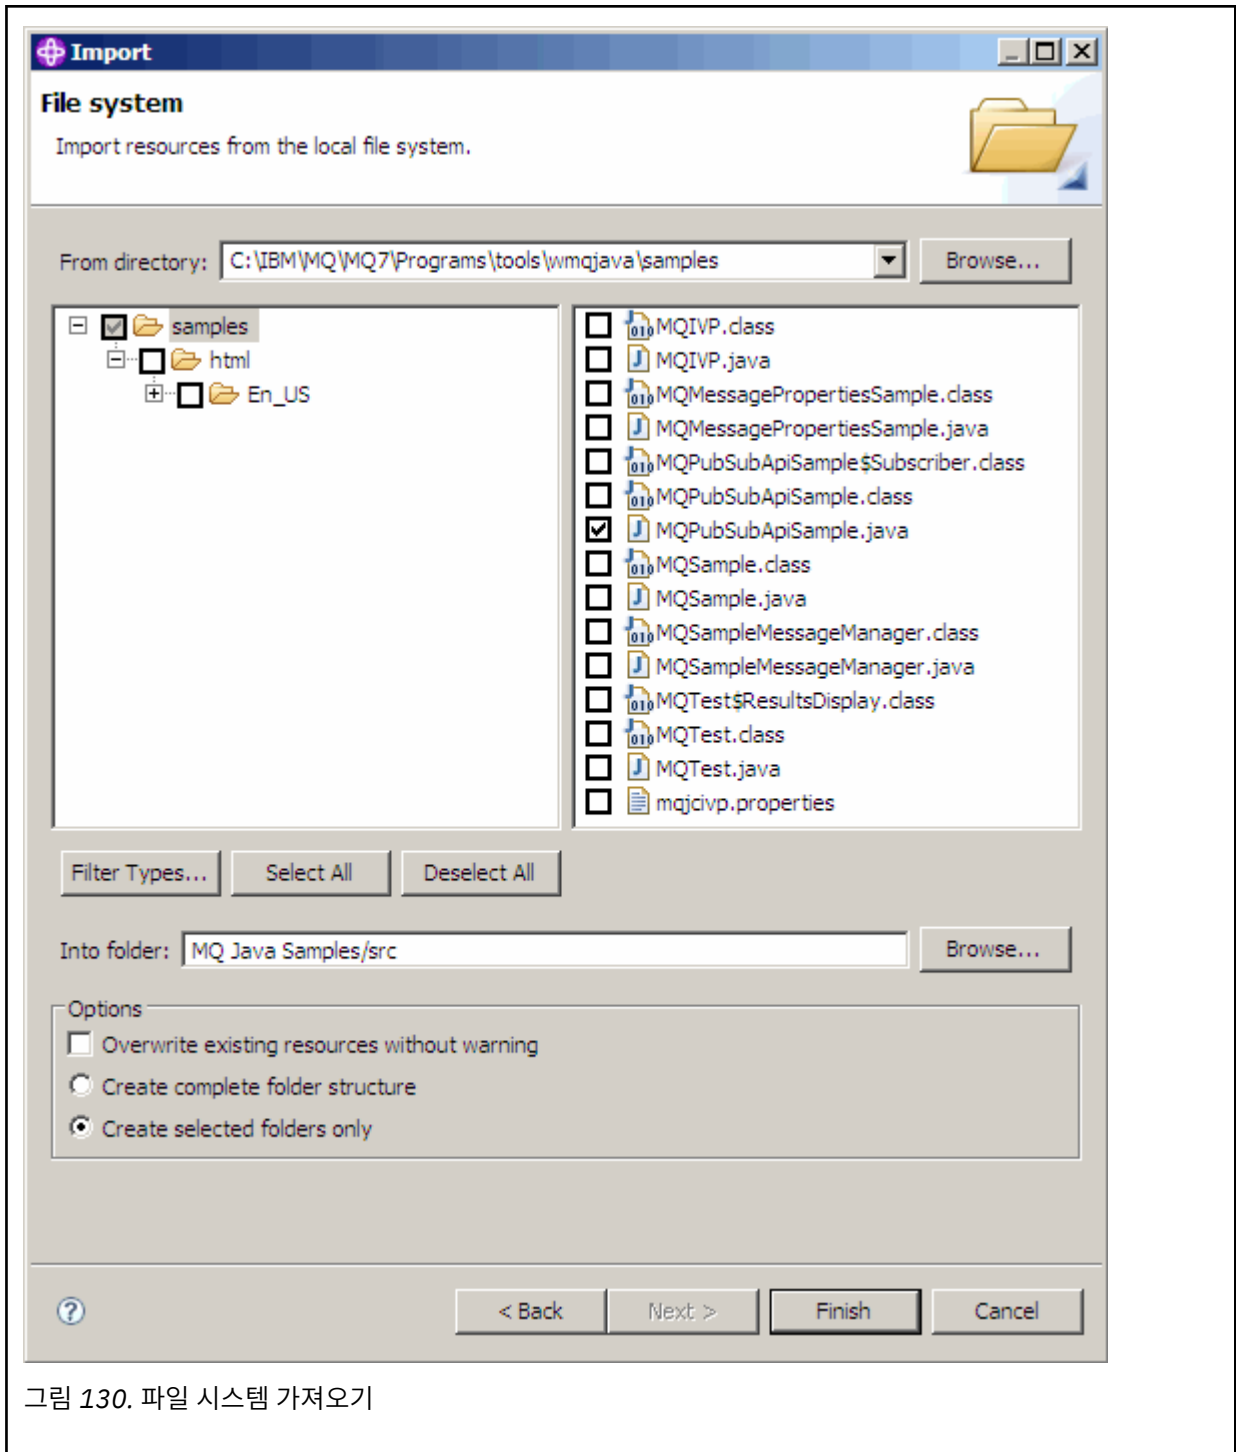 Import
File system
Import resources from the local file system.
From directory: C:\IBM\MQ\MQ7\Programs\tools\wmqjava\samples Browse...
samples
html
En_US
MQIVP.class
MQIVP.java
MQMessagePropertiesSample.class
MQMessagePropertiesSample.java
MQPubSubApiSample$Subscriber.class
MQPubSubApiSample.class
MQPubSubApiSample.java
MQSample.class
MQSample.java
MQSampleMessageManager.class
MQSampleMessageManager.java
MQTest$ResultsDisplay.class
MQTest.class
MQTest.java
mqjcivp.properties
Filter Types... Select All Deselect All
Into folder: MQ Java Samples/src Browse...
Options
Overwrite existing resources without warning
Create complete folder structure
Create selected folders only
< Back Next > Finish Cancel
그림 130. 파일 시스템 가져오기